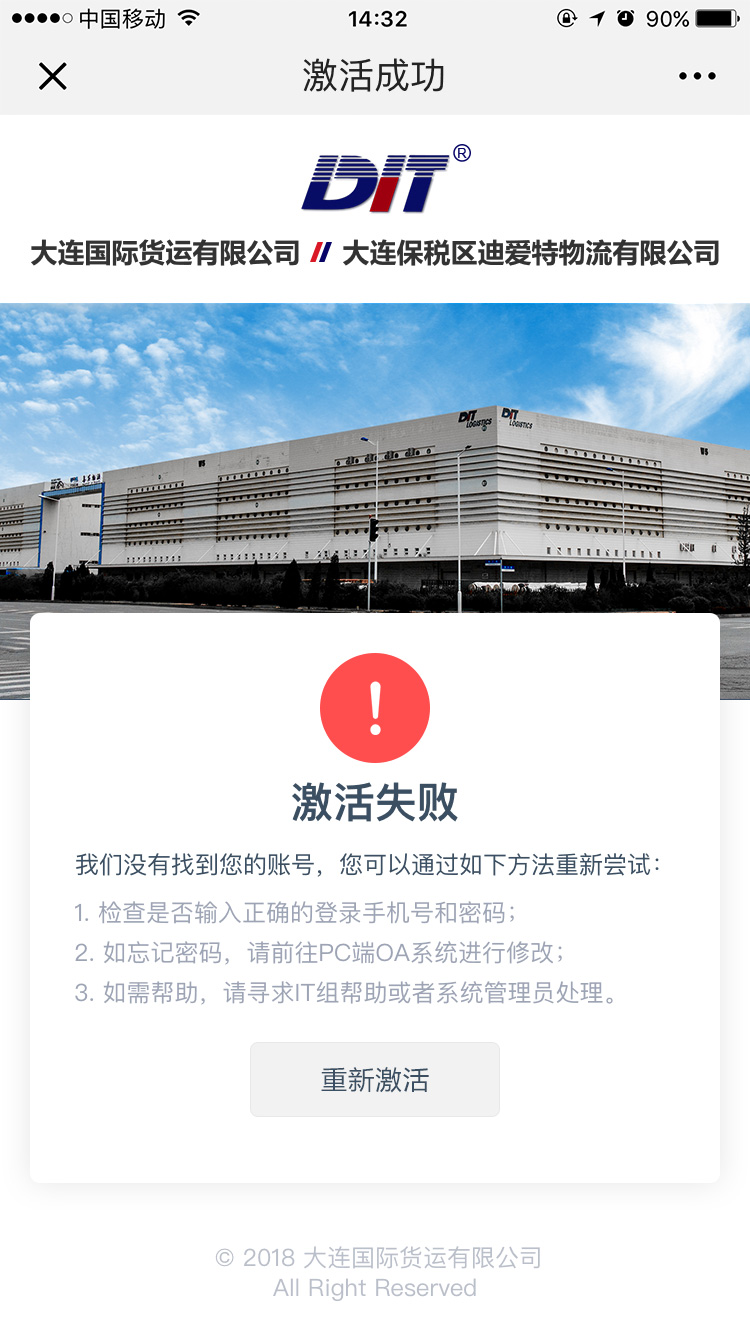 中国移动
14:32
90%
激活成功
DIT®
大连国际货运有限公司 // 大连保税区迪爱特物流有限公司
DIT LOGISTICS
DIT LOGISTICS
激活失败
我们没有找到您的账号，您可以通过如下方法重新尝试：
1. 检查是否输入正确的登录手机号和密码；
2. 如忘记密码，请前往PC端OA系统进行修改；
3. 如需帮助，请寻求IT组帮助或者系统管理员处理。
重新激活
© 2018 大连国际货运有限公司
All Right Reserved